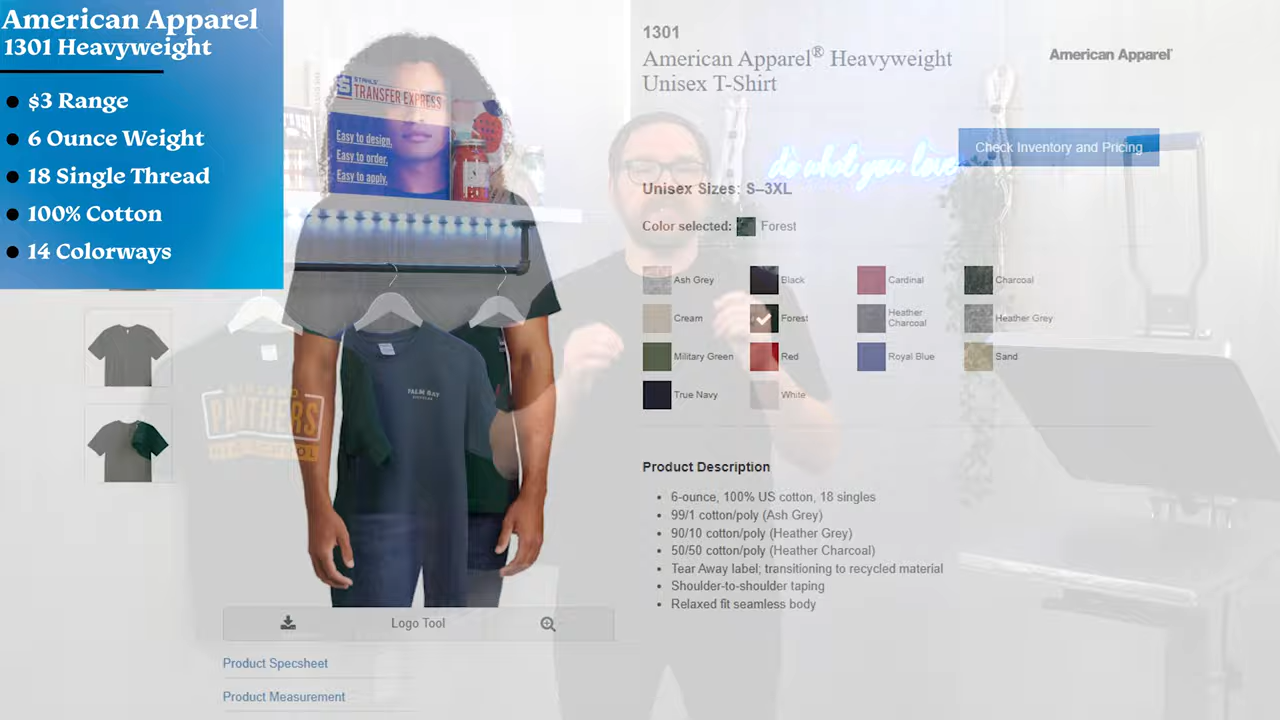 American Apparel
1301 Heavyweight
$3 Range
6 Ounce Weight
18 Single Thread
100% Cotton
14 Colorways
STAHLS'
TRANSFER EXPRESS
Easy to design,
Easy to order,
Easy to apply.
PANTHERS
PALM BAY
Logo Tool
Product Specsheet
Product Measurement
1301
American Apparel® Heavyweight
Unisex T-Shirt
American Apparel
Check Inventory and Pricing
do what you love
Unisex Sizes: S–3XL
Color selected: Forest
Ash Grey
Black
Cardinal
Charcoal
Cream
Forest
Heather
Charcoal
Heather Grey
Military Green
Red
Royal Blue
Sand
True Navy
White
Product Description
6-ounce, 100% US cotton, 18 singles
99/1 cotton/poly (Ash Grey)
90/10 cotton/poly (Heather Grey)
50/50 cotton/poly (Heather Charcoal)
Tear Away label; transitioning to recycled material
Shoulder-to-shoulder taping
Relaxed fit seamless body